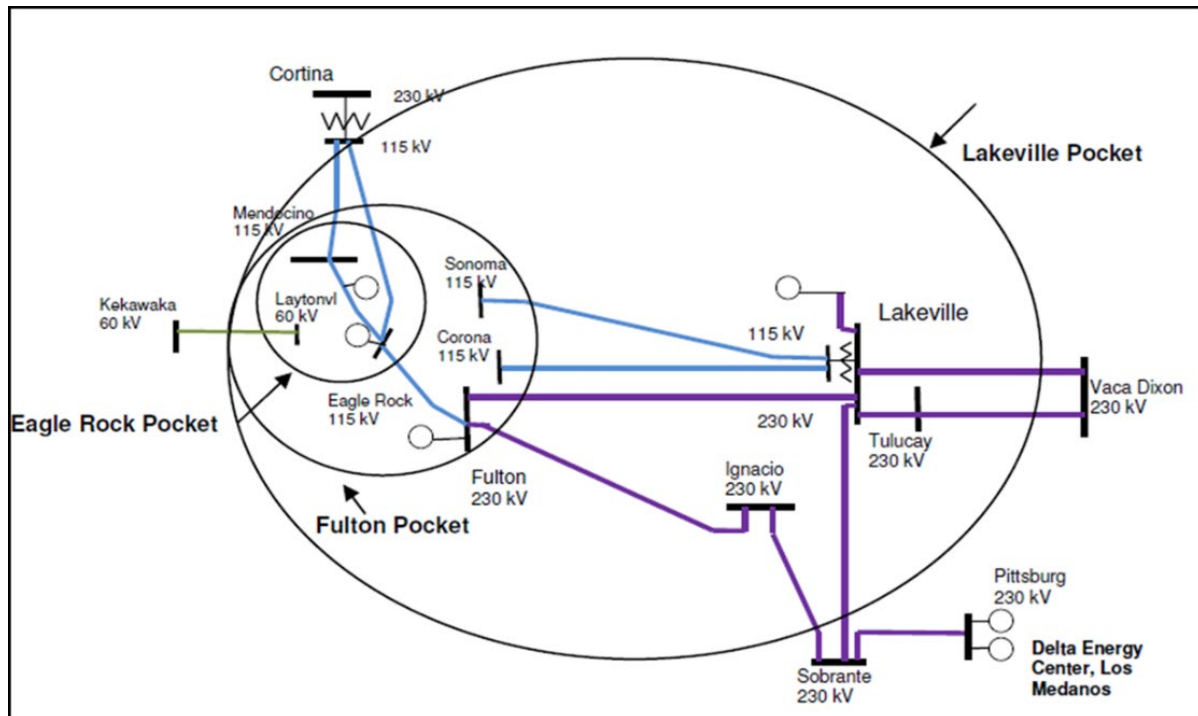 Cortina
230 kV
115 kV
Lakeville Pocket
Mendocino
115 kV
Sonoma
115 kV
Kekawaka
60 kV
Laytonvl
60 kV
115 kV
Lakeville
Corona
115 kV
Eagle Rock
115 kV
Vaca Dixon
230 kV
Eagle Rock Pocket
230 kV
Tulucay
230 kV
Fulton
230 kV
Ignacio
230 kV
Fulton Pocket
Pittsburg
230 kV
Delta Energy
Center, Los
Medanos
Sobrante
230 kV